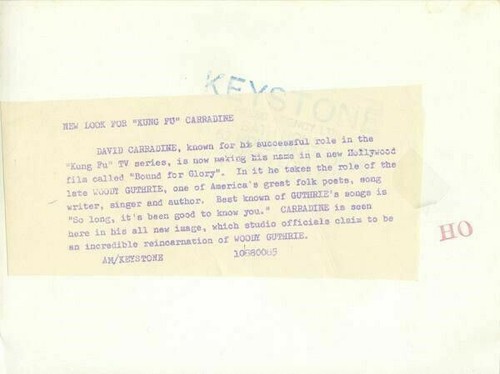 KEYSTONE
NEW LOOK FOR "KUNG FU" CARRADINE
DAVID CARRADINE, known for his successful role in the
"Kung Fu" TV series, is now making his name in a new Hollywood
film called "Bound for Glory". In it he takes the role of the
late WOODY GUTHRIE, one of America's great folk poets, song
writer, singer and author. Best known of GUTHRIE's songs is
"So long, it's been good to know you." CARRADINE is seen
here in his all new image, which studio officials claim to be
an incredible reincarnation of WOODY GUTHRIE.
AM/KEYSTONE 10980065
HO